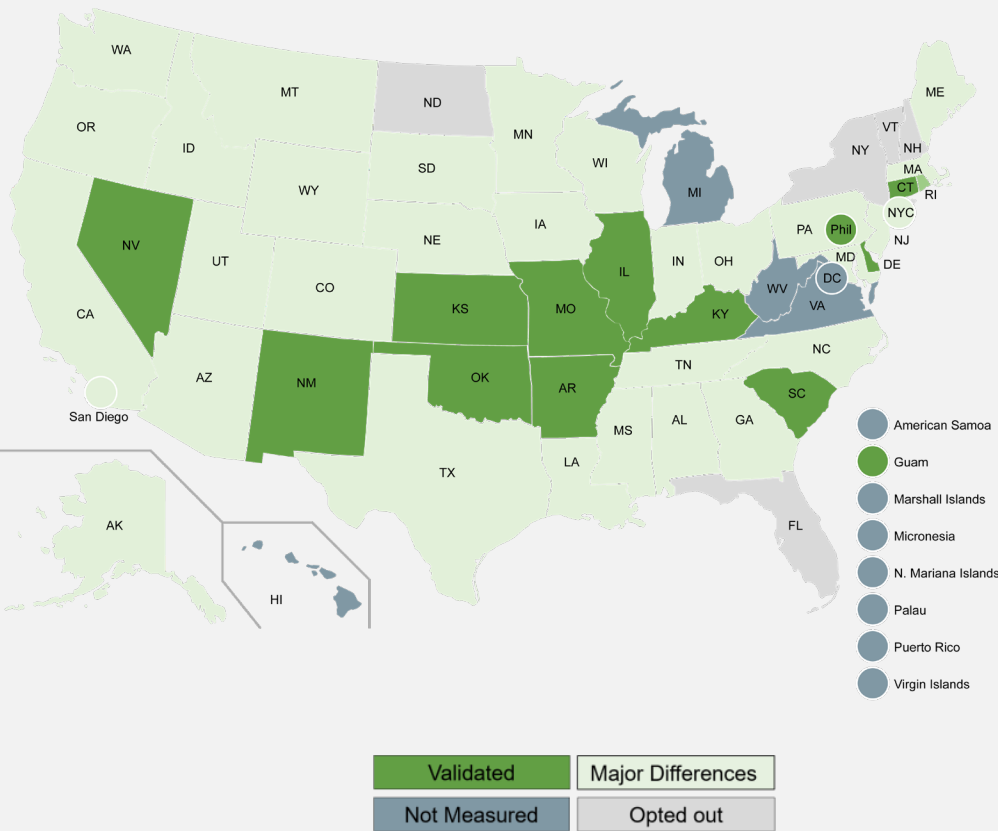 WA
MT
ND
ME
OR
ID
MN
VT
NH
NY
SD
WI
WY
MA
MI
CT
RI
NV
NE
IA
PA
Phil
NYC
NJ
UT
CO
IL
IN
OH
MD
DE
DC
WV
VA
CA
KS
MO
KY
NC
AZ
NM
OK
AR
TN
SC
San Diego
MS
AL
GA
American Samoa
TX
LA
Guam
Marshall Islands
AK
FL
Micronesia
N. Mariana Islands
HI
Palau
Puerto Rico
Virgin Islands
Validated
Major Differences
Not Measured
Opted out